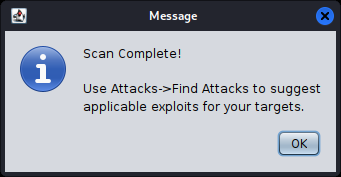 Message
Scan Complete!
Use Attacks->Find Attacks to suggest
applicable exploits for your targets.
OK